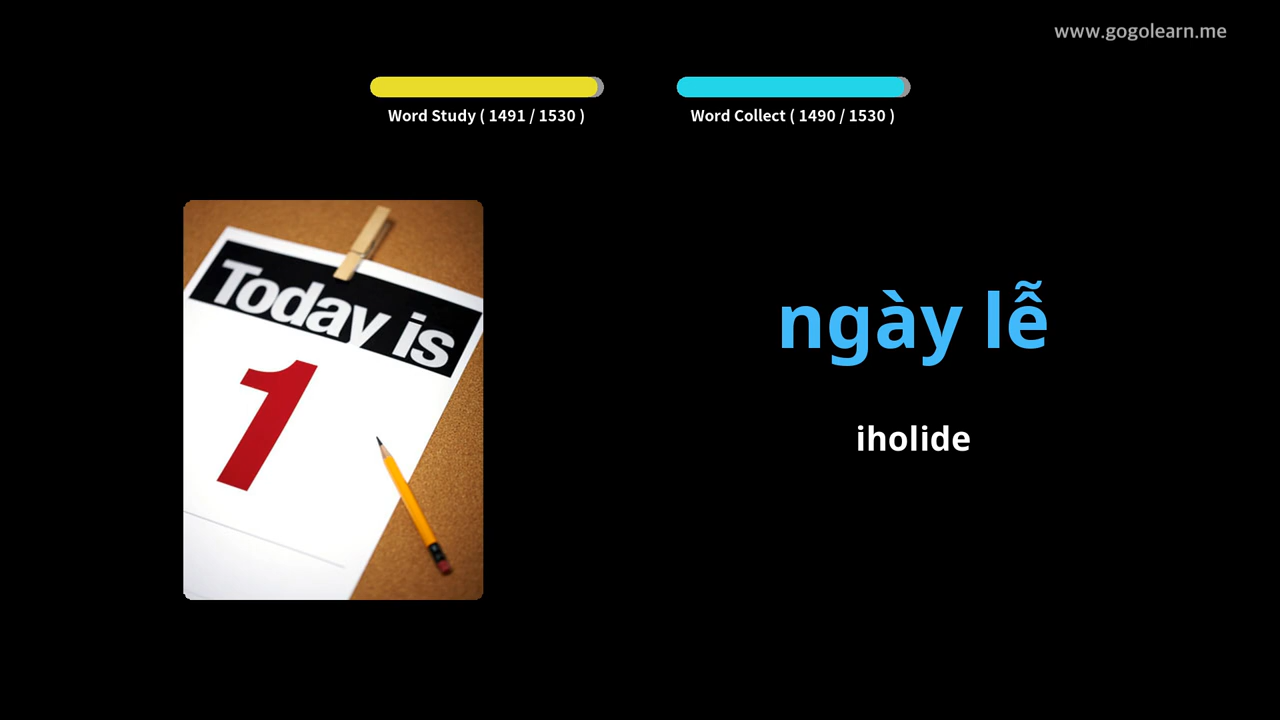 www.gogolearn.me
Word Study ( 1491 / 1530 )
Word Collect ( 1490 / 1530 )
Today is
1
ngày lễ
iholide